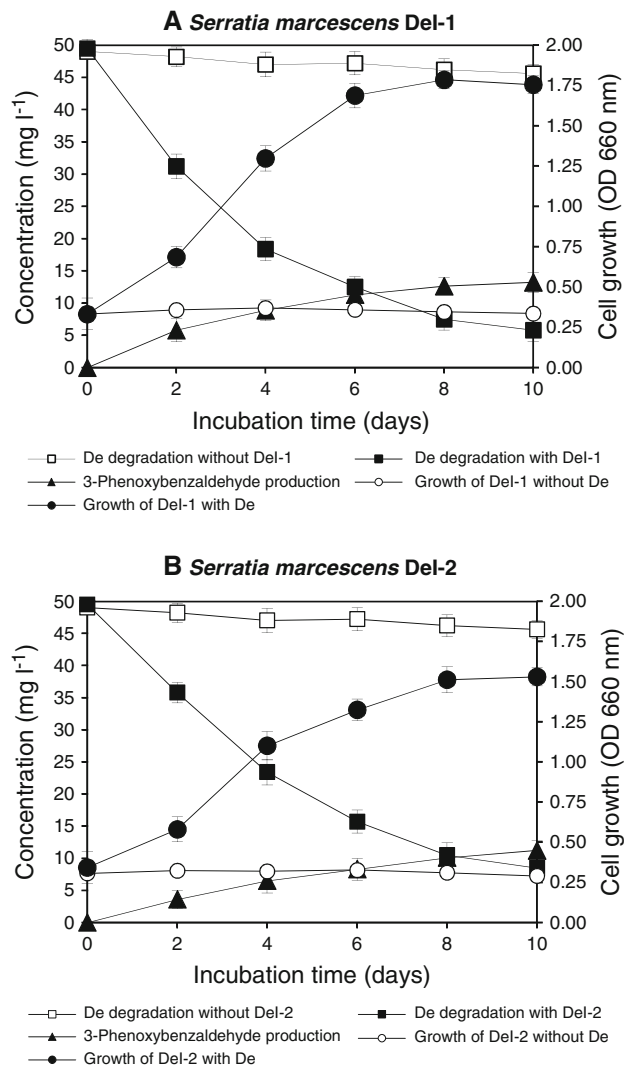 A Serratia marcescens Del-1
50
45
40
35
30
25
20
15
10
5
0
Concentration (mg l-1)
2.00
1.75
1.50
1.25
1.00
0.75
0.50
0.25
0.00
Cell growth (OD 660 nm)
0 2 4 6 8 10
Incubation time (days)
De degradation without Del-1 De degradation with Del-1
3-Phenoxybenzaldehyde production Growth of Del-1 without De
Growth of Del-1 with De
B Serratia marcescens Del-2
50
45
40
35
30
25
20
15
10
5
0
Concentration (mg l-1)
2.00
1.75
1.50
1.25
1.00
0.75
0.50
0.25
0.00
Cell growth (OD 660 nm)
0 2 4 6 8 10
Incubation time (days)
De degradation without Del-2 De degradation with Del-2
3-Phenoxybenzaldehyde production Growth of Del-2 without De
Growth of Del-2 with De